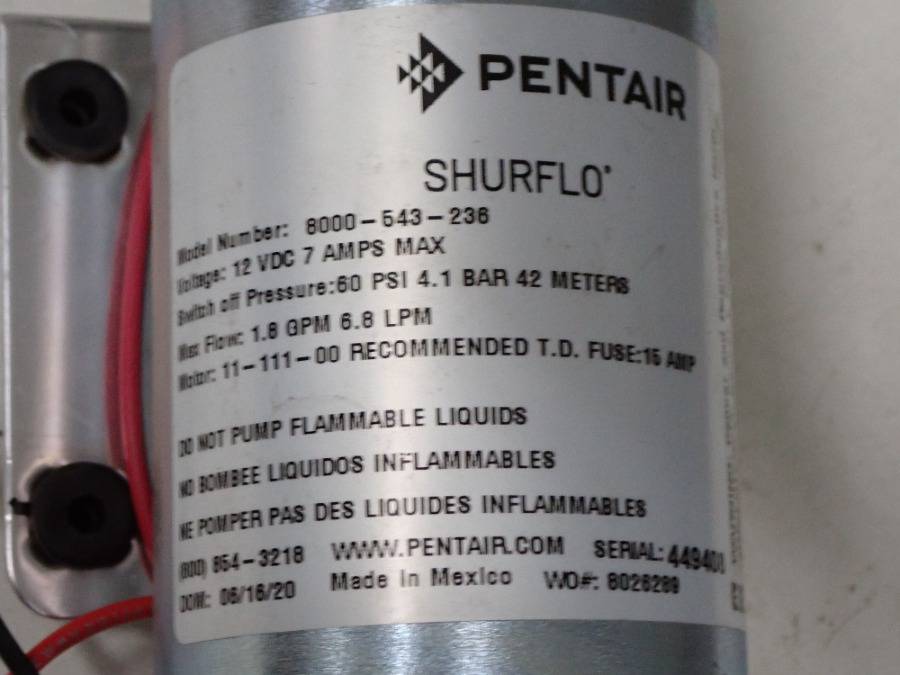 PENTAIR
SHURFLO®
Model Number: 8000-543-236
Voltage: 12 VDC 7 AMPS MAX
Switch off Pressure:60 PSI 4.1 BAR 42 METERS
Max Flow: 1.8 GPM 6.8 LPM
Motor: 11-111-00 RECOMMENDED T.D. FUSE:15 AMP
DO NOT PUMP FLAMMABLE LIQUIDS
NO BOMBEE LIQUIDOS INFLAMMABLES
NE POMPER PAS DES LIQUIDES INFLAMMABLES
(800) 854-3218 WWW.PENTAIR.COM SERIAL:
DOM: 06/16/20 Made in Mexico WO#: 8026289